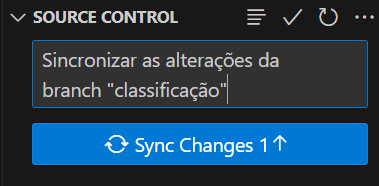 SOURCE CONTROL
Sincronizar as alterações da
branch "classificação"
Sync Changes 1↑